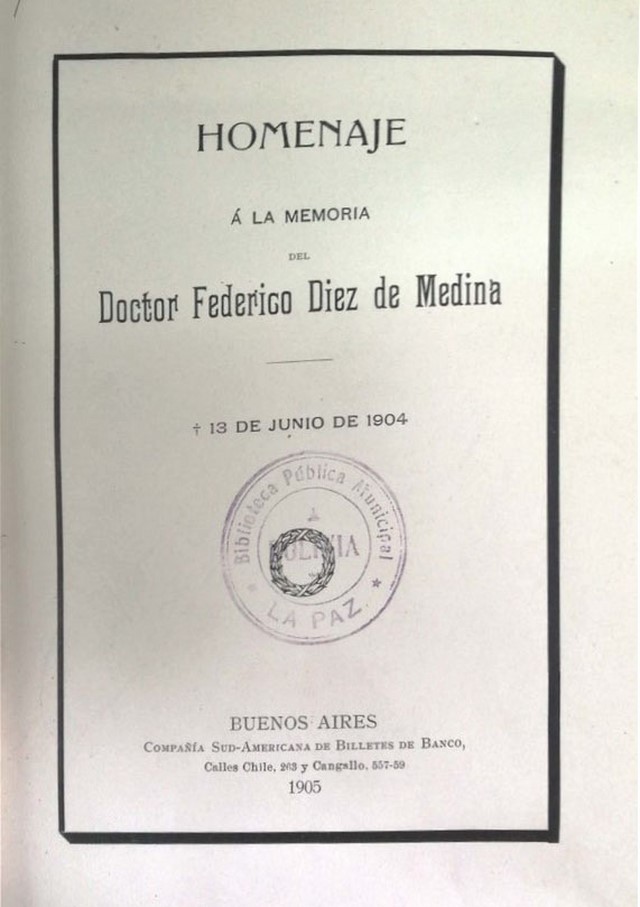 HOMENAJE
Á LA MEMORIA
DEL
Doctor Federico Diez de Medina
† 13 DE JUNIO DE 1904
Biblioteca Pública Municipal
BOLIVIA
LA PAZ
BUENOS AIRES
COMPAÑÍA SUD-AMERICANA DE BILLETES DE BANCO,
Calles Chile, 263 y Cangallo, 557-59
1905